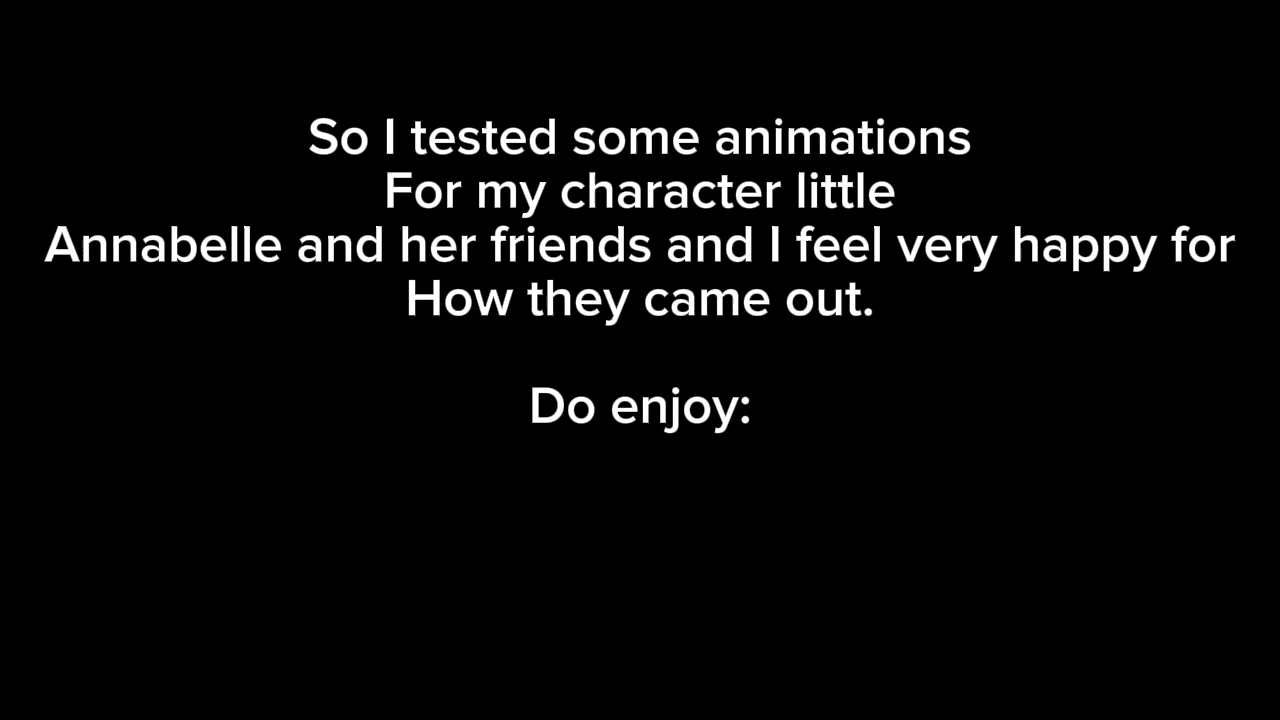 So I tested some animations
For my character little
Annabelle and her friends and I feel very happy for
How they came out.
Do enjoy: